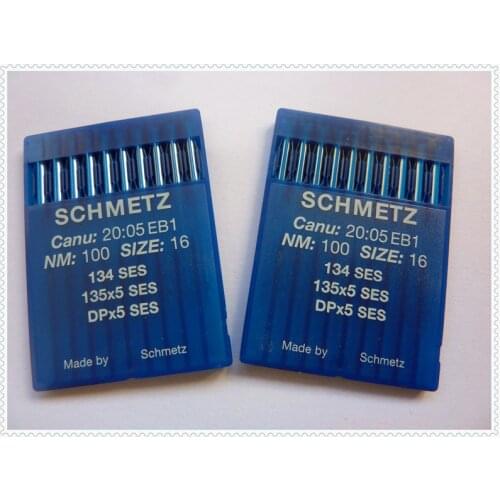 SCHMETZ
Canu: 20:05 EB1
NM: 100 SIZE: 16
134 SES
135x5 SES
DPx5 SES
Made by Schmetz
SCHMETZ
Canu: 20:05 EB1
NM: 100 SIZE: 16
134 SES
135x5 SES
DPx5 SES
Made by Schmetz